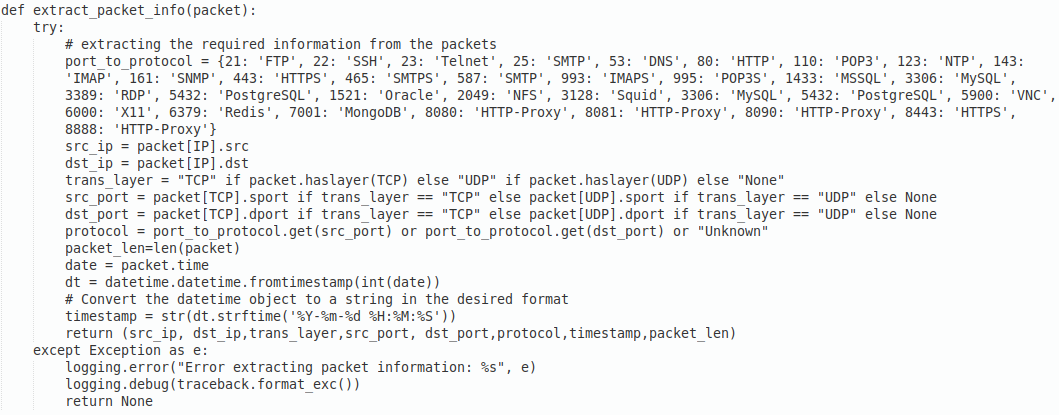 def extract_packet_info(packet):
    try:
        # extracting the required information from the packets
        port_to_protocol = {21: 'FTP', 22: 'SSH', 23: 'Telnet', 25: 'SMTP', 53: 'DNS', 80: 'HTTP', 110: 'POP3', 123: 'NTP', 143:
        'IMAP', 161: 'SNMP', 443: 'HTTPS', 465: 'SMTPS', 587: 'SMTP', 993: 'IMAPS', 995: 'POP3S', 1433: 'MSSQL', 3306: 'MySQL',
        3389: 'RDP', 5432: 'PostgreSQL', 1521: 'Oracle', 2049: 'NFS', 3128: 'Squid', 3306: 'MySQL', 5432: 'PostgreSQL', 5900: 'VNC',
        6000: 'X11', 6379: 'Redis', 7001: 'MongoDB', 8080: 'HTTP-Proxy', 8081: 'HTTP-Proxy', 8090: 'HTTP-Proxy', 8443: 'HTTPS',
        8888: 'HTTP-Proxy'}
        src_ip = packet[IP].src
        dst_ip = packet[IP].dst
        trans_layer = "TCP" if packet.haslayer(TCP) else "UDP" if packet.haslayer(UDP) else "None"
        src_port = packet[TCP].sport if trans_layer == "TCP" else packet[UDP].sport if trans_layer == "UDP" else None
        dst_port = packet[TCP].dport if trans_layer == "TCP" else packet[UDP].dport if trans_layer == "UDP" else None
        protocol = port_to_protocol.get(src_port) or port_to_protocol.get(dst_port) or "Unknown"
        packet_len=len(packet)
        date = packet.time
        dt = datetime.datetime.fromtimestamp(int(date))
        # Convert the datetime object to a string in the desired format
        timestamp = str(dt.strftime('%Y-%m-%d %H:%M:%S'))
        return (src_ip, dst_ip,trans_layer,src_port, dst_port,protocol,timestamp,packet_len)
    except Exception as e:
        logging.error("Error extracting packet information: %s", e)
        logging.debug(traceback.format_exc())
        return None